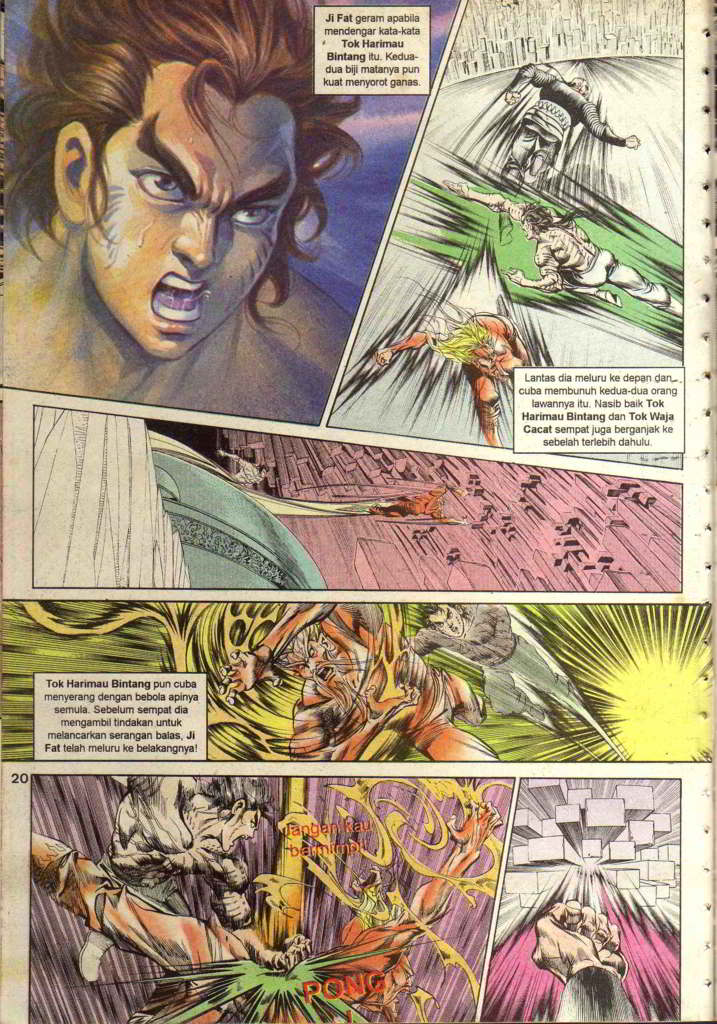 Ji Fat geram apabila
mendengar kata-kata
Tok Harimau
Bintang itu. Kedua-
dua biji matanya pun
kuat menyorot ganas.
Lantas dia meluru ke depan dan
cuba membunuh kedua-dua orang
lawannya itu. Nasib baik Tok
Harimau Bintang dan Tok Waja
Cacat sempat juga berganjak ke
sebelah terlebih dahulu.
Tok Harimau Bintang pun cuba
menyerang dengan bebola apinya
semula. Sebelum sempat dia
mengambil tindakan untuk
melancarkan serangan balas, Ji
Fat telah meluru ke belakangnya!
20
Jangan kau
bermimpi!
PONG
!